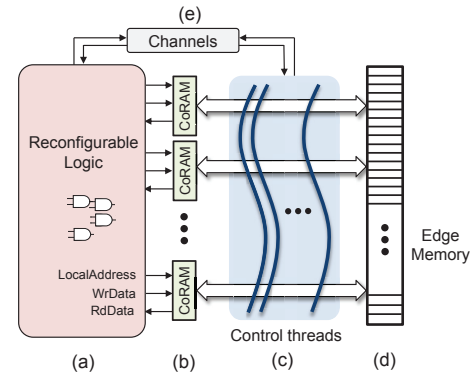 (e)
Channels
Reconfigurable
Logic
CoRAM
CoRAM
CoRAM
LocalAddress
WrData
RdData
Edge
Memory
Control threads
(a)
(b)
(c)
(d)